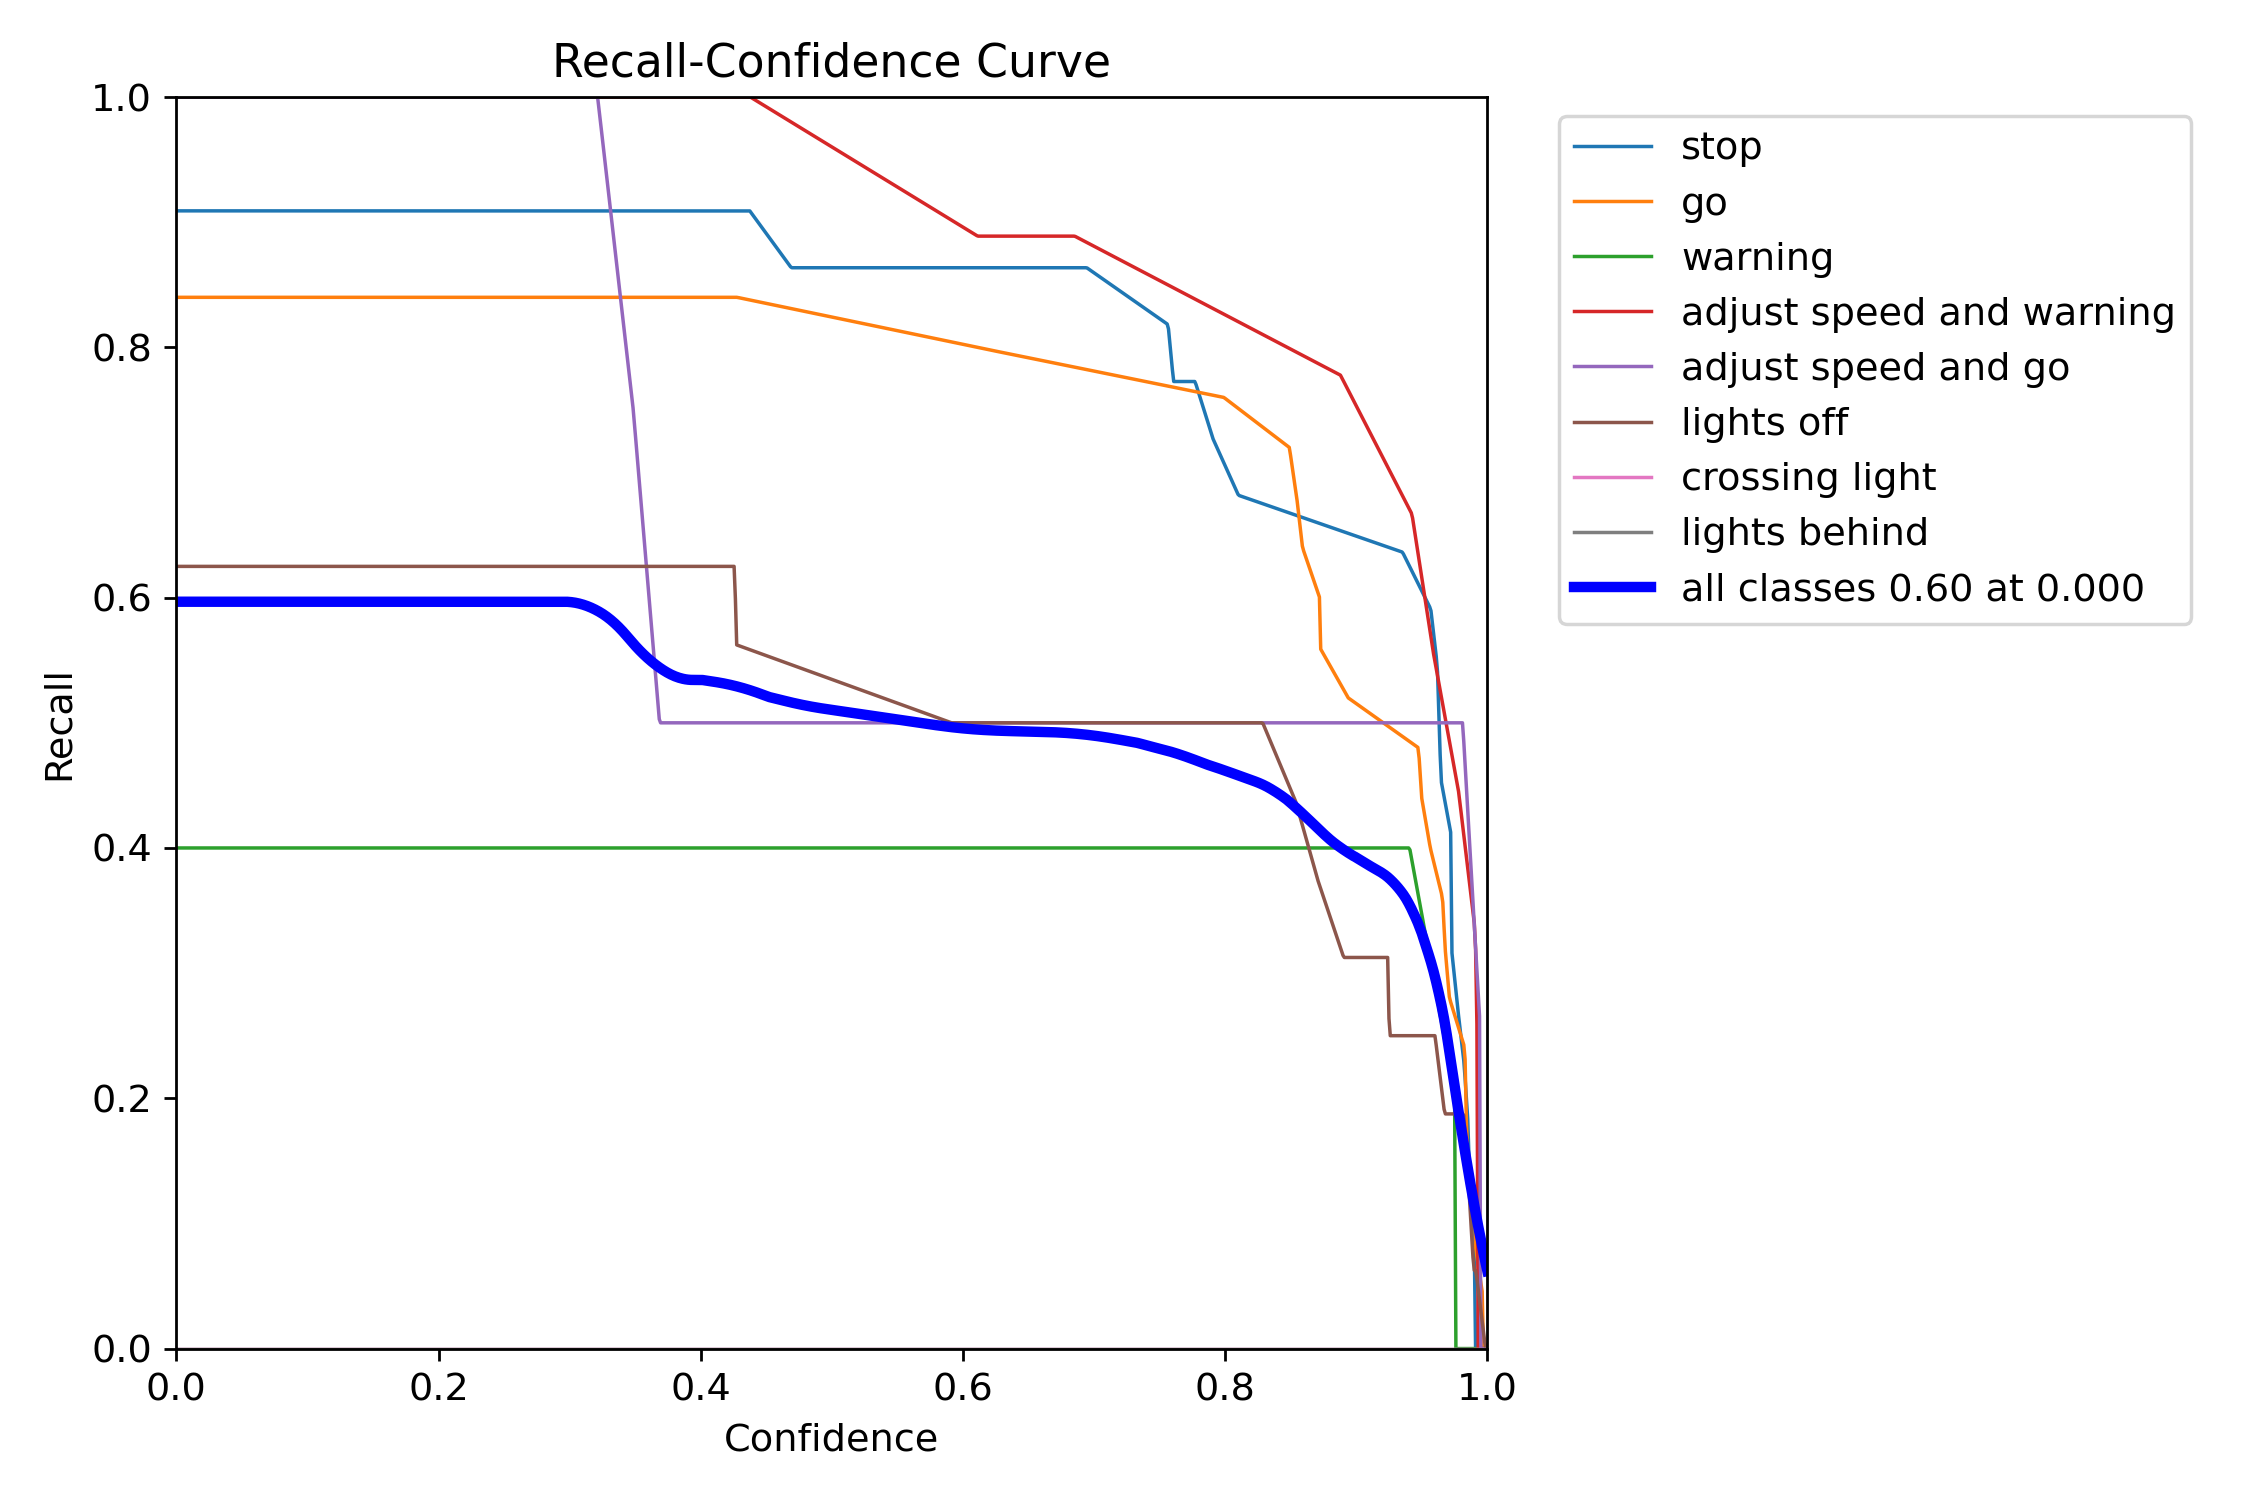 Recall-Confidence Curve
1.0
0.8
0.6
0.4
0.2
0.0
Recall
0.0 0.2 0.4 0.6 0.8 1.0
Confidence
stop
go
warning
adjust speed and warning
adjust speed and go
lights off
crossing light
lights behind
all classes 0.60 at 0.000